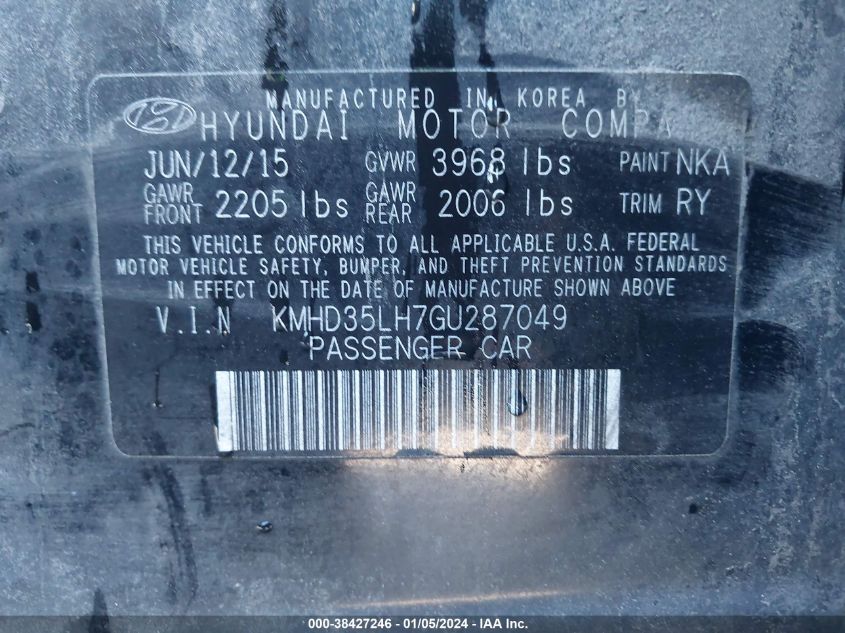 MANUFACTURED IN KOREA BY
HYUNDAI MOTOR COMPA
JUN/12/15 GVWR 3968 lbs PAINT NKA
GAWR FRONT 2205 lbs GAWR REAR 2006 lbs TRIM RY
THIS VEHICLE CONFORMS TO ALL APPLICABLE U.S.A. FEDERAL
MOTOR VEHICLE SAFETY, BUMPER, AND THEFT PREVENTION STANDARDS
IN EFFECT ON THE DATE OF MANUFACTURE SHOWN ABOVE
V.I.N KMHD35LH7GU287049
PASSENGER CAR
000-38427246 - 01/05/2024 - IAA Inc.